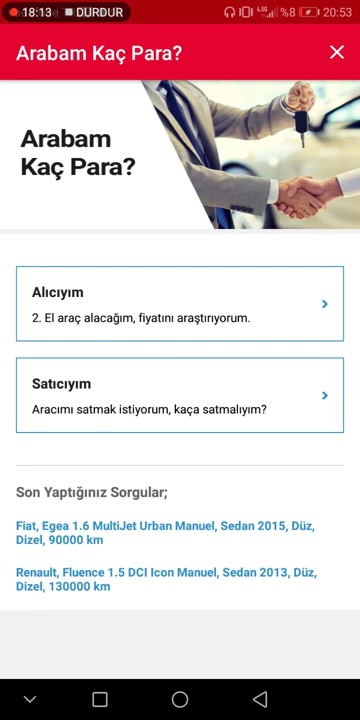 18:13 DURDUR %8 20:53
Arabam Kaç Para?
Arabam
Kaç Para?
Alıcıyım
2. El araç alacağım, fiyatını araştırıyorum.
Satıcıyım
Aracımı satmak istiyorum, kaça satmalıyım?
Son Yaptığınız Sorgular;
Fiat, Egea 1.6 MultiJet Urban Manuel, Sedan 2015, Düz,
Dizel, 90000 km
Renault, Fluence 1.5 DCI Icon Manuel, Sedan 2013, Düz,
Dizel, 130000 km